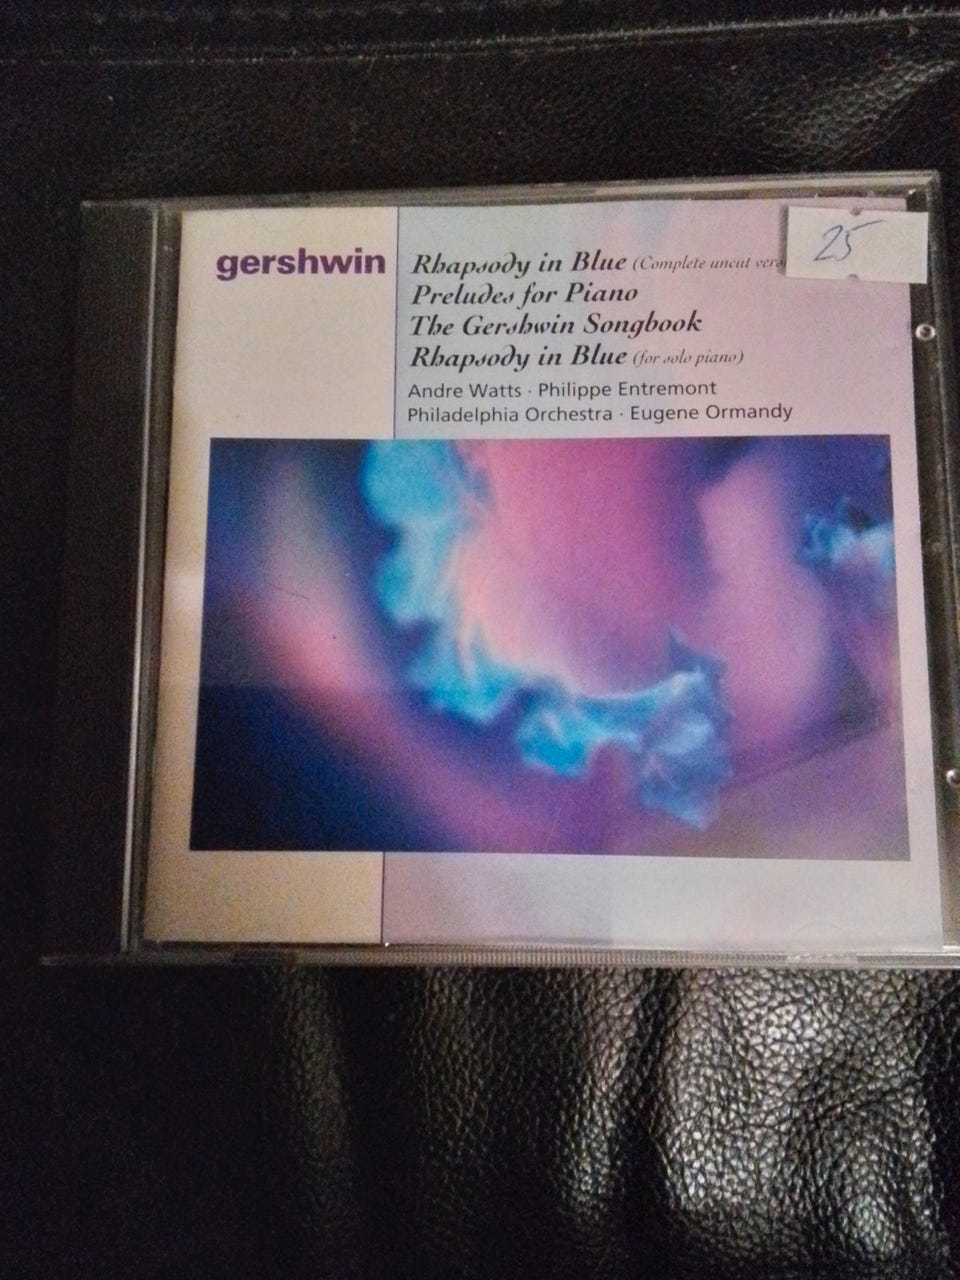 gershwin
Rhapsody in Blue (Complete uncut
Preludes for Piano
The Gershwin Songbook
Rhapsody in Blue (for solo piano)
Andre Watts · Philippe Entremont
Philadelphia Orchestra · Eugene Ormandy
25